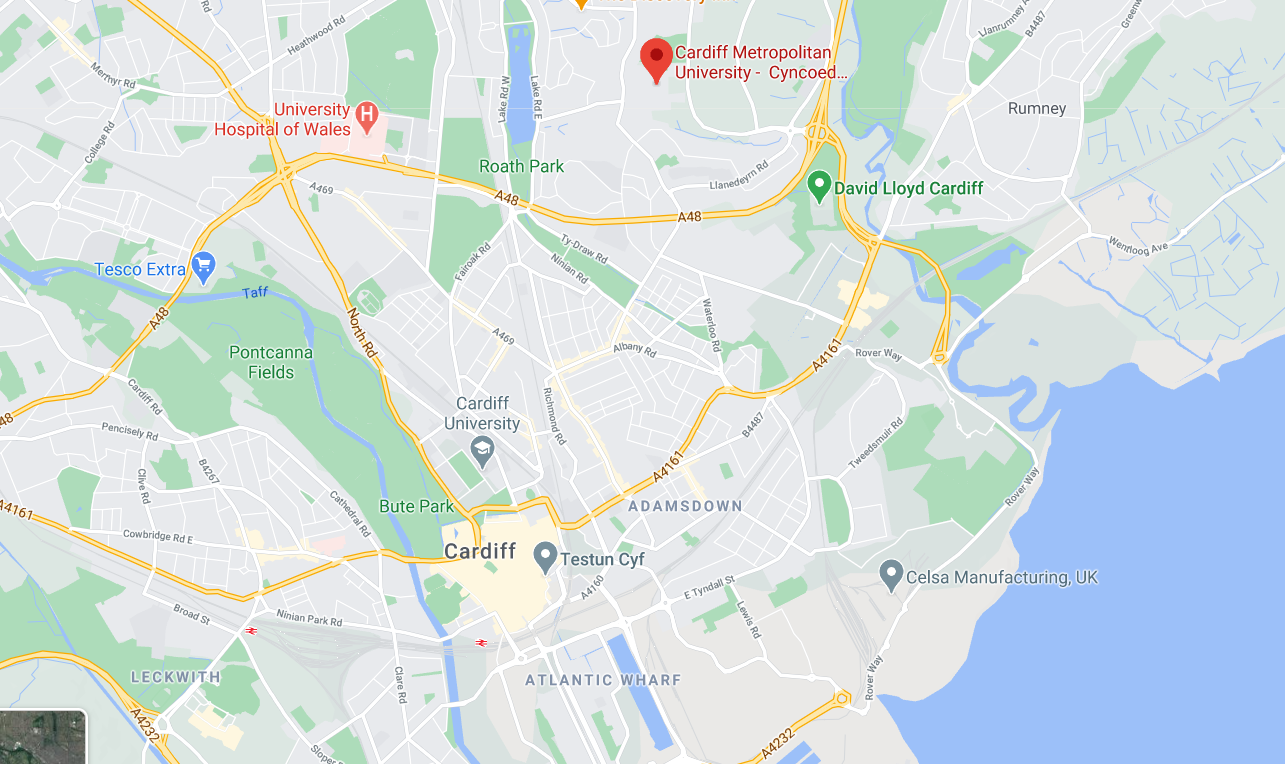 Heathwood Rd
Llanrumney A
B4487
Cardiff Metropolitan
University - Cyncoed…
Merthyr Rd
Lake Rd W
Lake Rd E
Rumney
University
Hospital of Wales
H
College Rd
Roath Park
Llanedeyrn Rd
A469
A48
A48
David Lloyd Cardiff
Wentloog Ave
Fairoak Rd
Ty-Draw Rd
Ninian Rd
Tesco Extra
Taff
A48
North Rd
Waterloo Rd
A469
Albany Rd
A4161
Rover Way
Pontcanna
Fields
Cardiff Rd
Richmond Rd
Cardiff
University
48
Pencisely Rd
B4487
Tweedsmuir Rd
B4267
Clive Rd
A4161
Rover Way
Cathedral Rd
Bute Park
ADAMSDOWN
A4161
Cowbridge Rd E
Cardiff
Testun Cyf
Celsa Manufacturing, UK
A4160
E Tyndall St
Broad St
Ninian Park Rd
Lewis Rd
LECKWITH
Clare Rd
ATLANTIC WHARF
Rover Way
A4232
A4232
Sloper